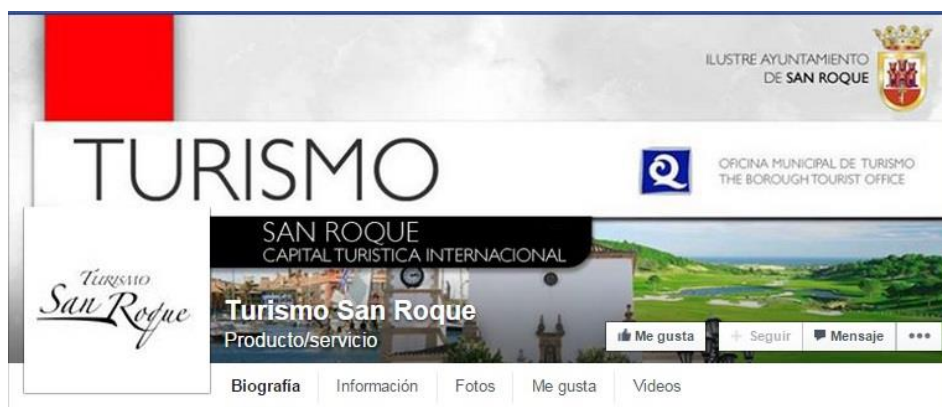 ILUSTRE AYUNTAMIENTO
DE SAN ROQUE
TURISMO
Q
OFICINA MUNICIPAL DE TURISMO
THE BOROUGH TOURIST OFFICE
SAN ROQUE
CAPITAL TURISTICA INTERNACIONAL
TURISMO
San Roque
Turismo San Roque
Producto/servicio
Me gusta
+ Seguir
Mensaje
•••
Biografía
Información
Fotos
Me gusta
Videos